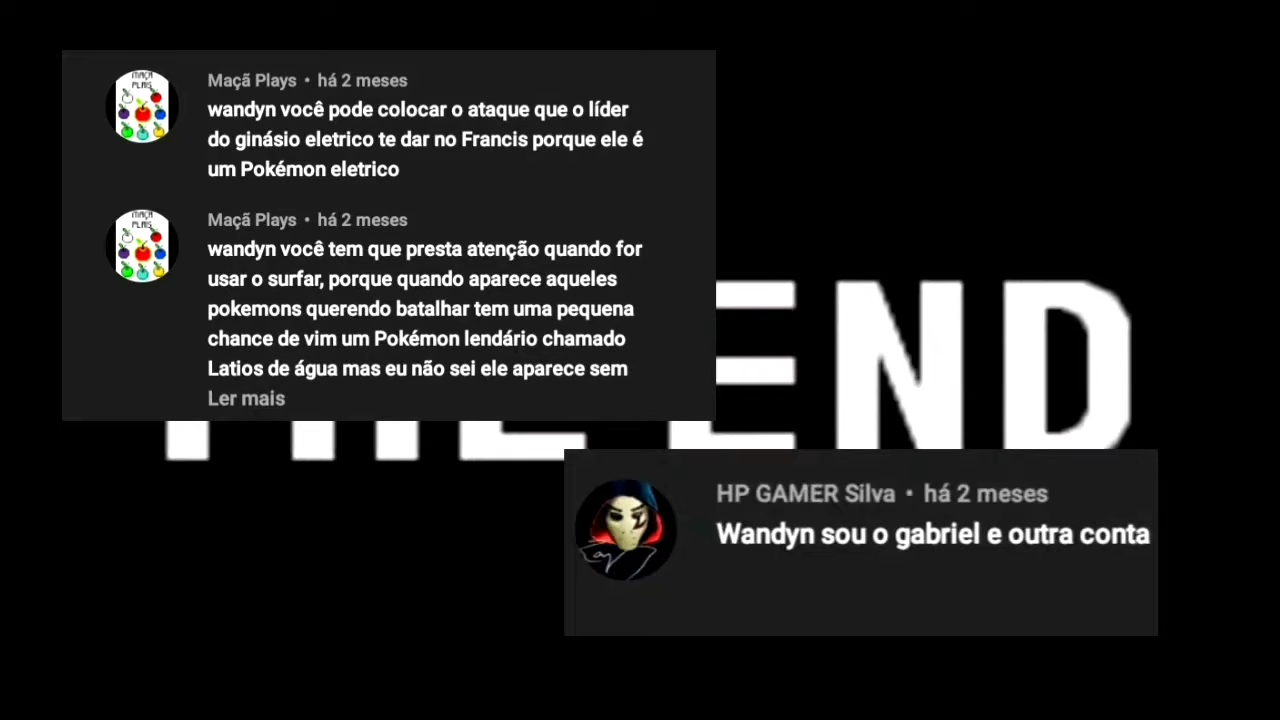 MAÇÃ
PLAIS
Maçã Plays • há 2 meses
wandyn você pode colocar o ataque que o líder
do ginásio eletrico te dar no Francis porque ele é
um Pokémon eletrico
MAÇÃ
PLAIS
Maçã Plays • há 2 meses
wandyn você tem que presta atenção quando for
usar o surfar, porque quando aparece aqueles
pokemons querendo batalhar tem uma pequena
chance de vim um Pokémon lendário chamado
Latios de água mas eu não sei ele aparece sem
Ler mais
END
HP GAMER Silva • há 2 meses
Wandyn sou o gabriel e outra conta